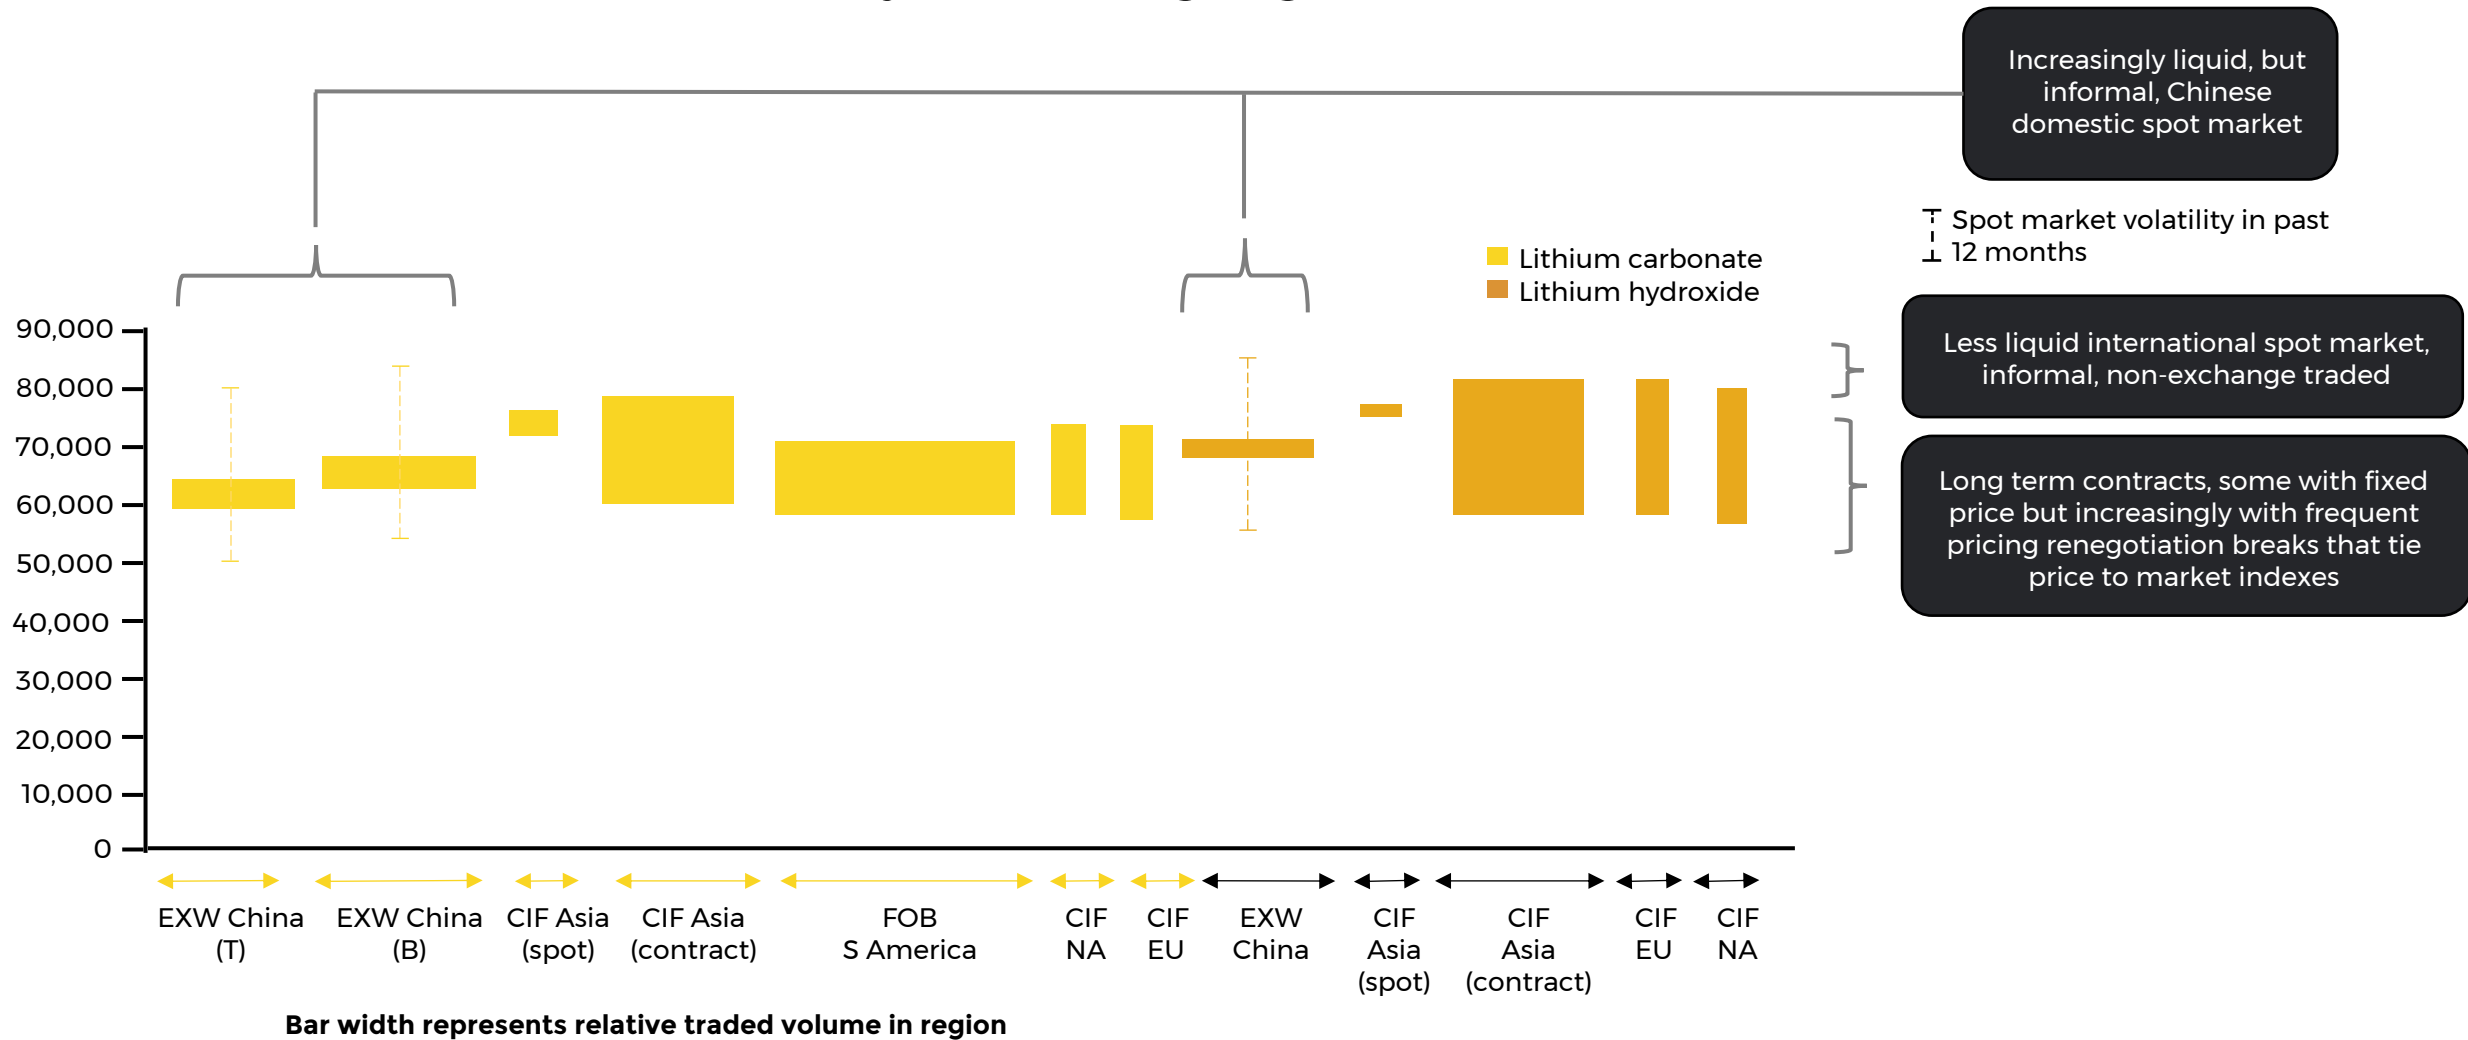 Increasingly liquid, but
informal, Chinese
domestic spot market
Spot market volatility in past
12 months
Lithium carbonate
Lithium hydroxide
Less liquid international spot market,
informal, non-exchange traded
Long term contracts, some with fixed
price but increasingly with frequent
pricing renegotiation breaks that tie
price to market indexes
90,000
80,000
70,000
60,000
50,000
40,000
30,000
20,000
10,000
0
EXW China
(T)
EXW China
(B)
CIF Asia
(spot)
CIF Asia
(contract)
FOB
S America
CIF
NA
CIF
EU
EXW
China
CIF
Asia
(spot)
CIF
Asia
(contract)
CIF
EU
CIF
NA
Bar width represents relative traded volume in region